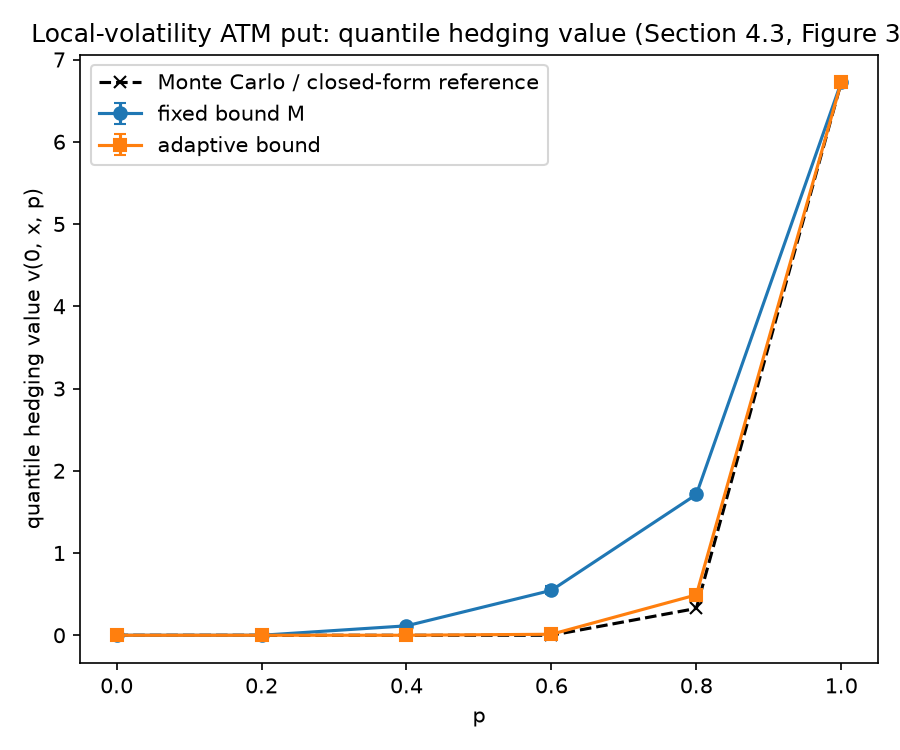 Local-volatility ATM put: quantile hedging value (Section 4.3, Figure 3
Monte Carlo / closed-form reference
fixed bound M
adaptive bound
quantile hedging value v(0, x, p)
7
6
5
4
3
2
1
0
0.0 0.2 0.4 0.6 0.8 1.0
p